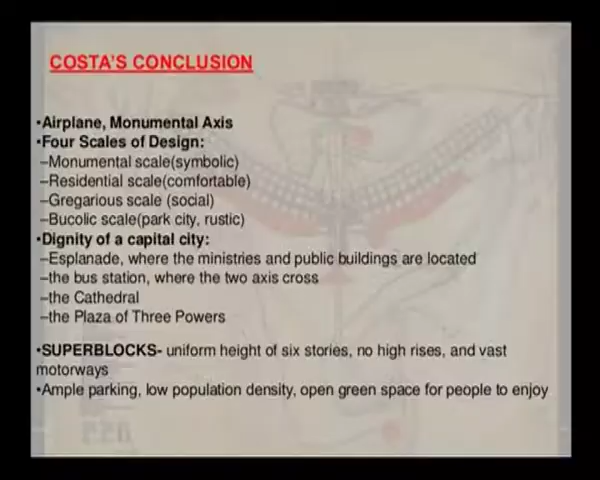 COSTA'S CONCLUSION
•Airplane, Monumental Axis
•Four Scales of Design:
–Monumental scale(symbolic)
–Residential scale(comfortable)
–Gregarious scale (social)
–Bucolic scale(park city, rustic)
•Dignity of a capital city:
–Esplanade, where the ministries and public buildings are located
–the bus station, where the two axis cross
–the Cathedral
–the Plaza of Three Powers
•SUPERBLOCKS- uniform height of six stories, no high rises, and vast
motorways
•Ample parking, low population density, open green space for people to enjoy